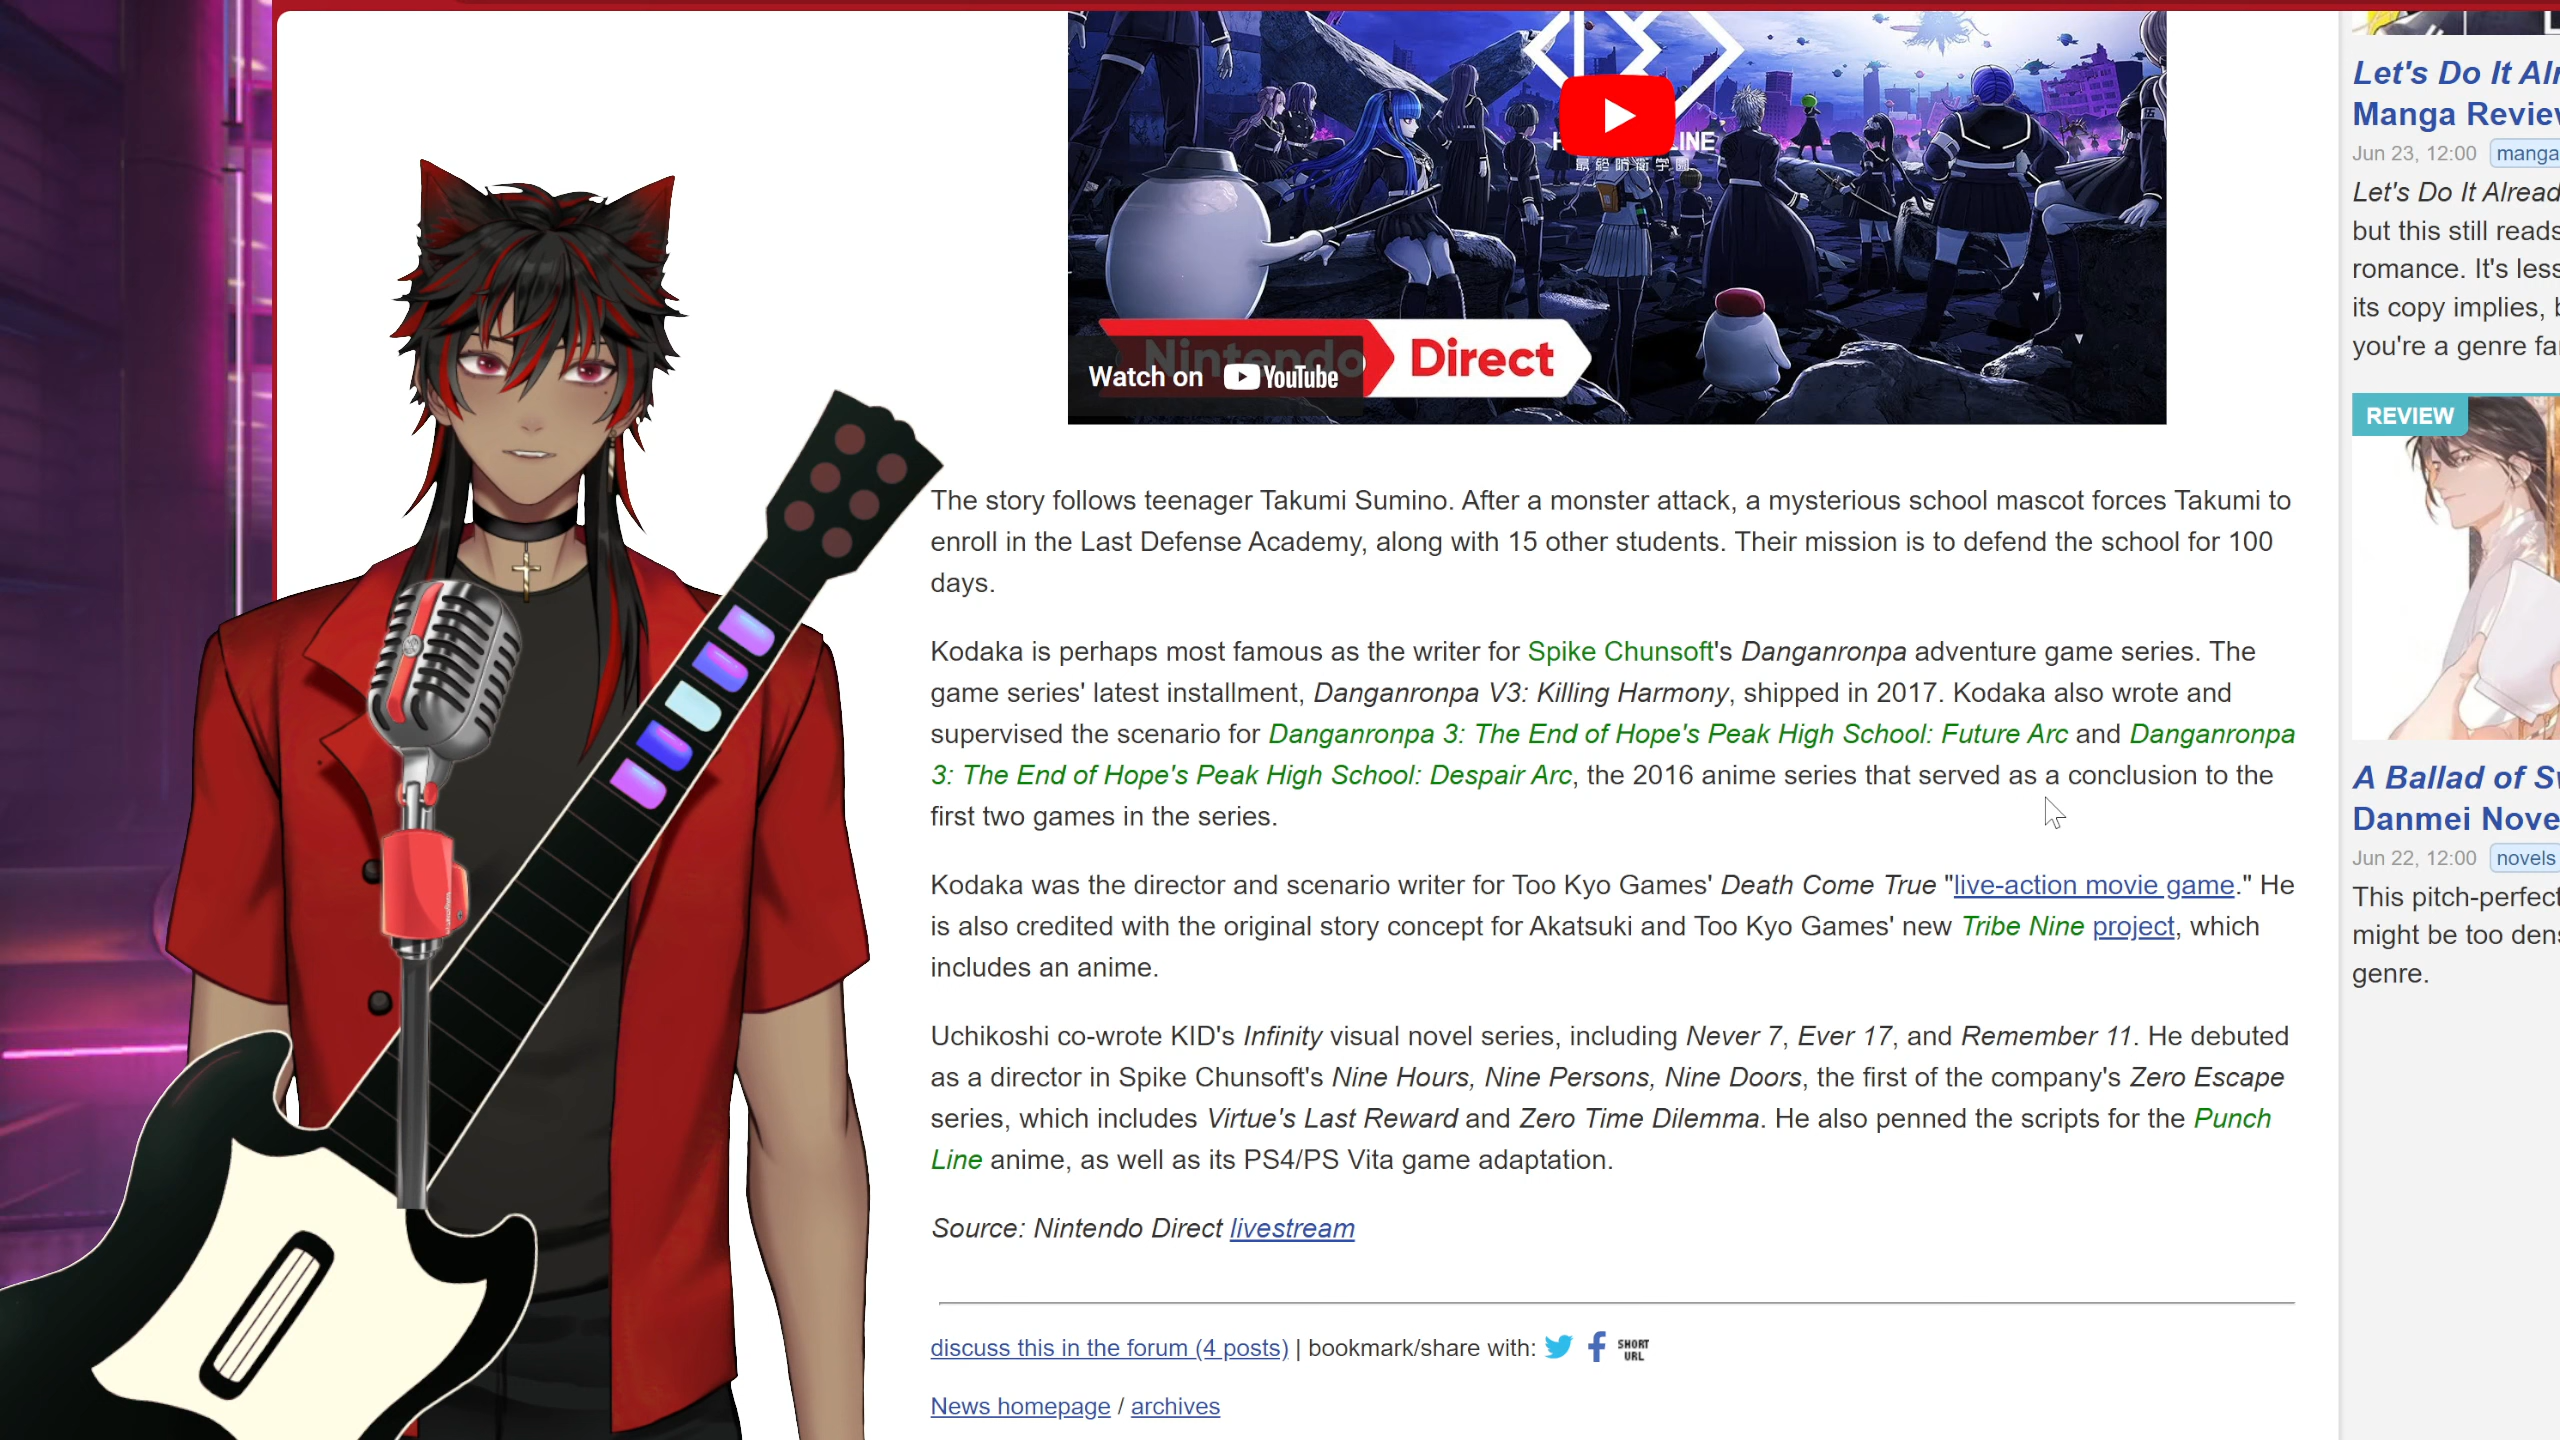 LINE
最終防衛学園
Nintendo Direct
Watch on YouTube
The story follows teenager Takumi Sumino. After a monster attack, a mysterious school mascot forces Takumi to
enroll in the Last Defense Academy, along with 15 other students. Their mission is to defend the school for 100
days.
Kodaka is perhaps most famous as the writer for Spike Chunsoft's Danganronpa adventure game series. The
game series' latest installment, Danganronpa V3: Killing Harmony, shipped in 2017. Kodaka also wrote and
supervised the scenario for Danganronpa 3: The End of Hope's Peak High School: Future Arc and Danganronpa
3: The End of Hope's Peak High School: Despair Arc, the 2016 anime series that served as a conclusion to the
first two games in the series.
Kodaka was the director and scenario writer for Too Kyo Games' Death Come True "live-action movie game." He
is also credited with the original story concept for Akatsuki and Too Kyo Games' new Tribe Nine project, which
includes an anime.
Uchikoshi co-wrote KID's Infinity visual novel series, including Never 7, Ever 17, and Remember 11. He debuted
as a director in Spike Chunsoft's Nine Hours, Nine Persons, Nine Doors, the first of the company's Zero Escape
series, which includes Virtue's Last Reward and Zero Time Dilemma. He also penned the scripts for the Punch
Line anime, as well as its PS4/PS Vita game adaptation.
Source: Nintendo Direct livestream
discuss this in the forum (4 posts) | bookmark/share with: SHORT URL
News homepage / archives
Let's Do It Alr
Manga Review
Jun 23, 12:00 manga
Let's Do It Alread
but this still reads
romance. It's less
its copy implies, b
you're a genre fa
REVIEW
A Ballad of Sw
Danmei Nove
Jun 22, 12:00 novels
This pitch-perfect
might be too dens
genre.